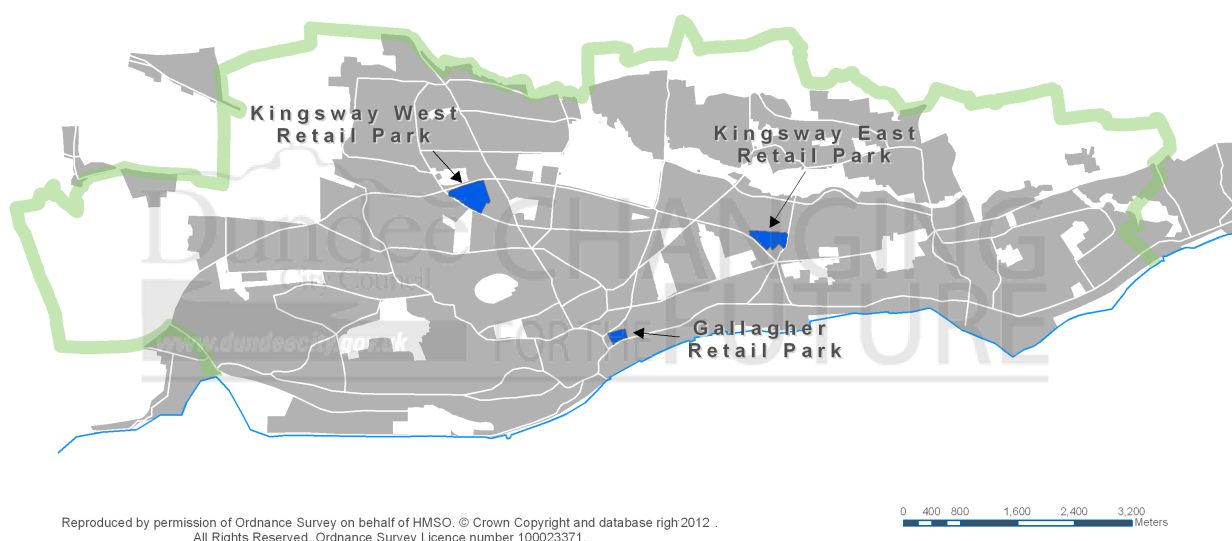 Kingsway West
Retail Park
Kingsway East
Retail Park
Dundee
City Council
CHANGING
FOR THE FUTURE
www.dundeecity.gov.uk
Gallagher
Retail Park
Reproduced by permission of Ordnance Survey on behalf of HMSO. © Crown Copyright and database righ 2012 .
All Rights Reserved. Ordnance Survey Licence number 100023371.
0 400 800 1,600 2,400 3,200
Meters